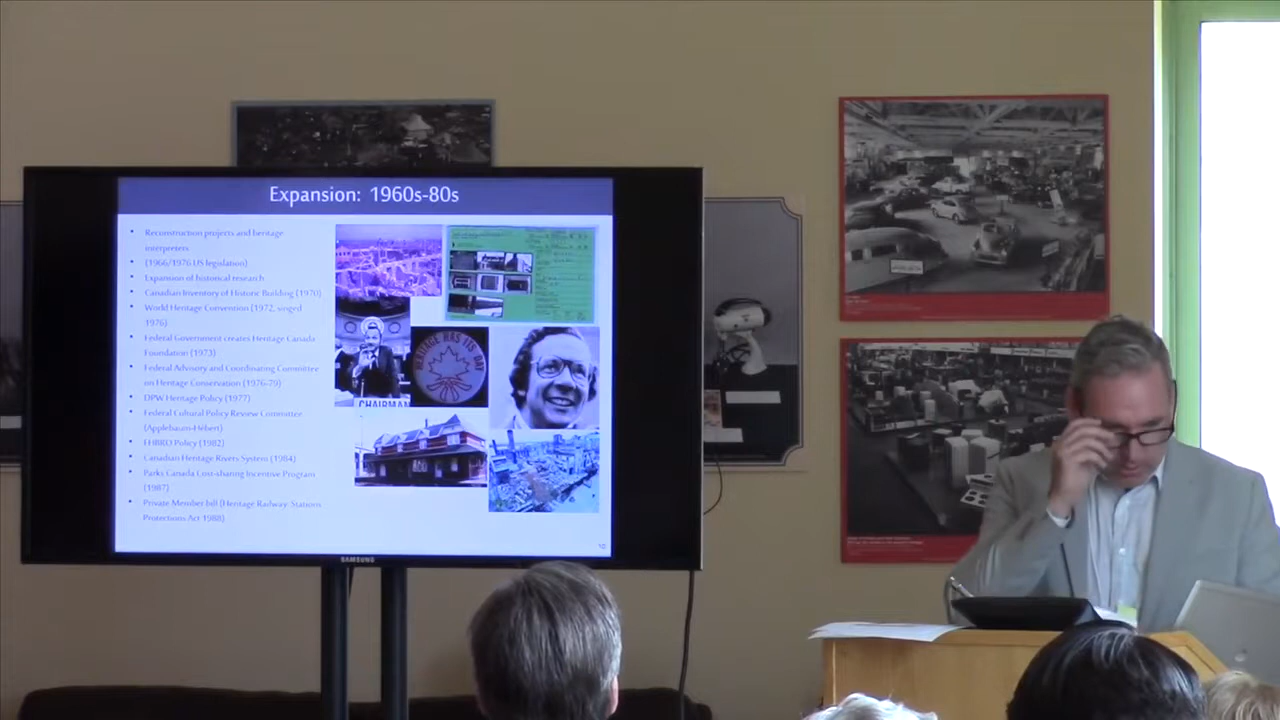 Expansion: 1960s-80s
• Reconstruction projects and heritage
interpreters
• (1966/1976 US legislation)
• Expansion of historical research
• Canadian Inventory of Historic Building (1970)
• World Heritage Convention (1972, singed
1976)
• Federal Government creates Heritage Canada
Foundation (1973)
• Federal Advisory and Coordinating Committee
on Heritage Conservation (1976-79)
• DPW Heritage Policy (1977)
• Federal Cultural Policy Review Committee
(Applebaum-Hébert)
• FHBRO Policy (1982)
• Canadian Heritage Rivers System (1984)
• Parks Canada Cost-sharing Incentive Program
(1987)
• Private Member bill (Heritage Railway Stations
Protections Act 1988)
HERITAGE HAS ITS DAY
CHAIRMAN
SAMSUNG